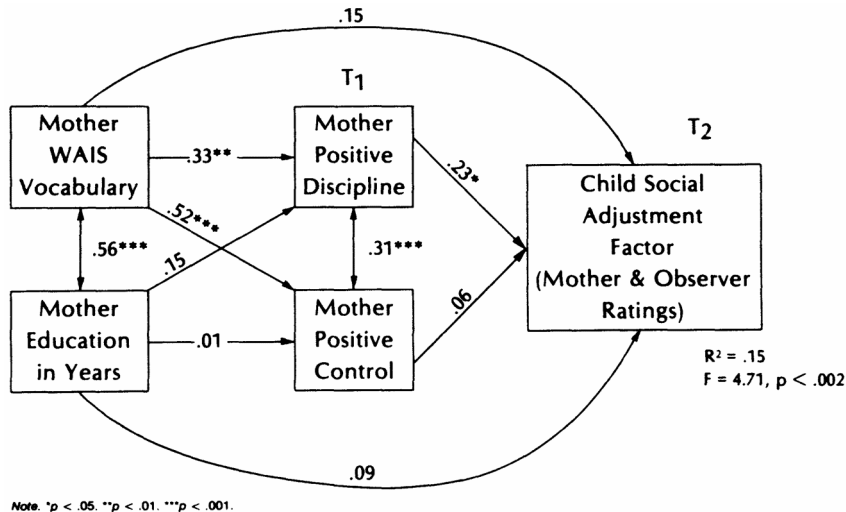 .15
T1
T2
Mother
WAIS
Vocabulary
.33**
Mother
Positive
Discipline
.23*
Child Social
Adjustment
Factor
(Mother & Observer
Ratings)
.52***
.56***
.15
.31***
.06
Mother
Education
in Years
.01
Mother
Positive
Control
R² = .15
F = 4.71, p < .002
.09
Note. *p < .05. **p < .01. ***p < .001.